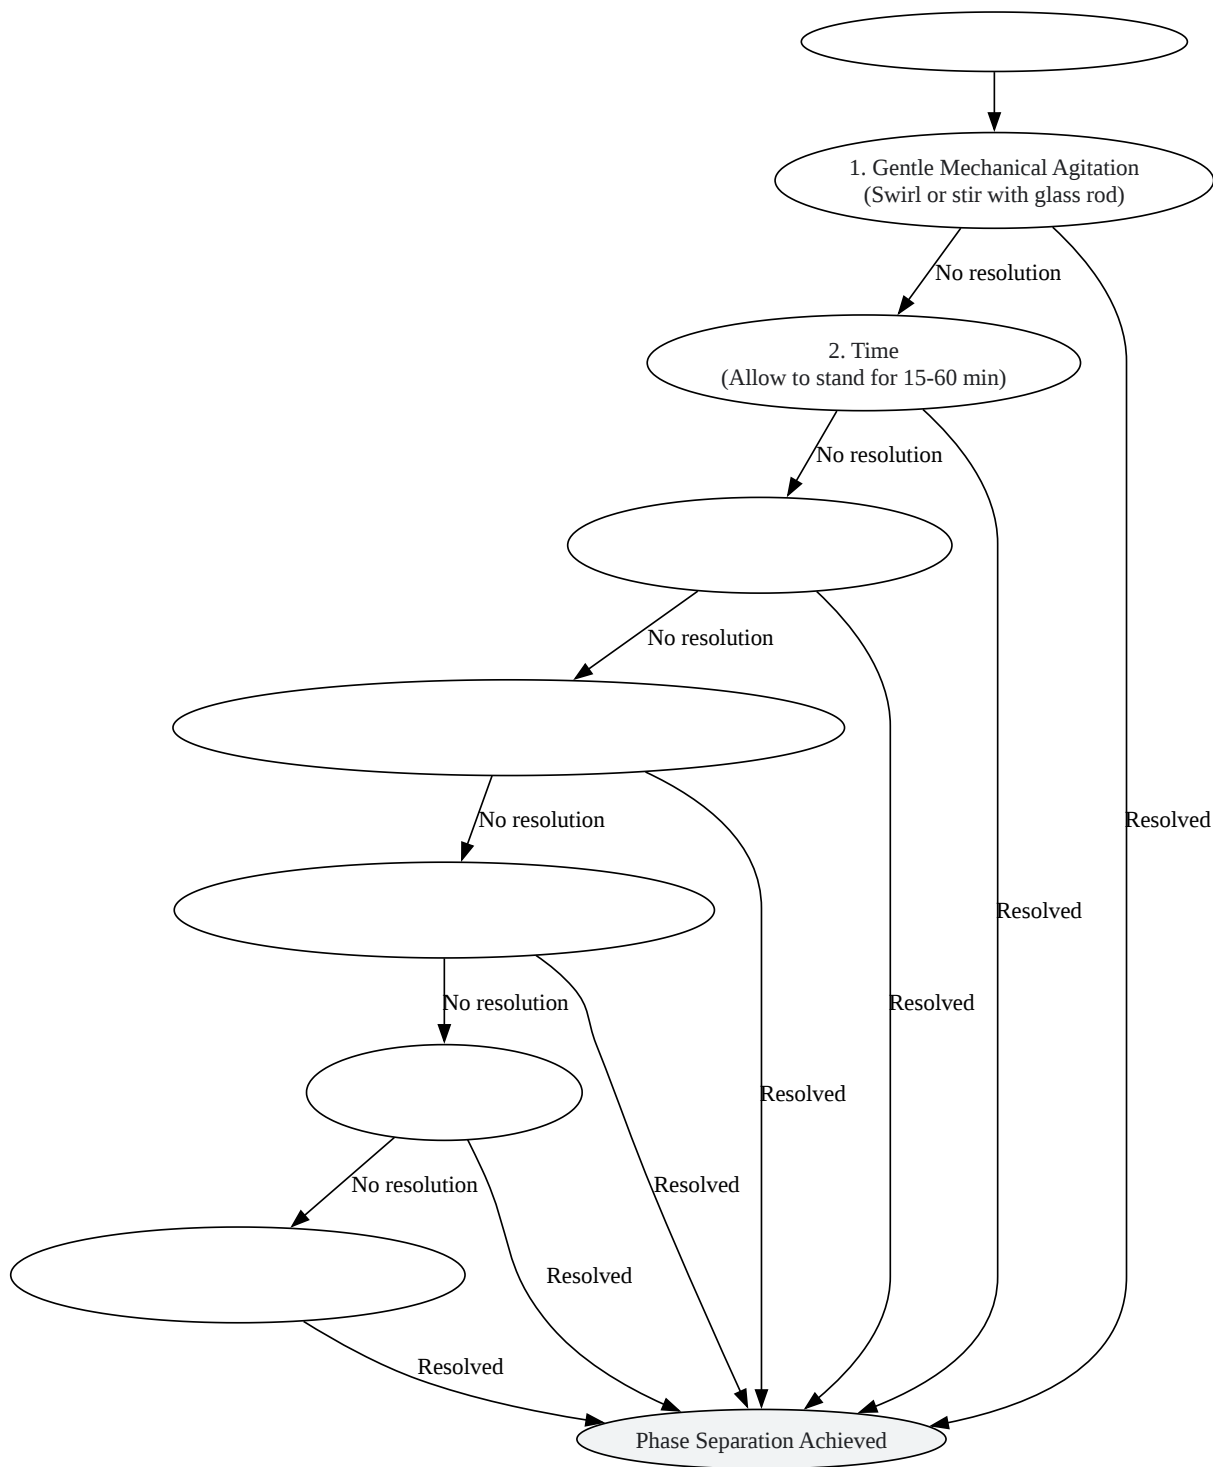 1. Gentle Mechanical Agitation
(Swirl or stir with glass rod)
No resolution
2. Time
(Allow to stand for 15-60 min)
No resolution
No resolution
No resolution
Resolved
Resolved
No resolution
Resolved
Resolved
No resolution
Resolved
Resolved
Resolved
Phase Separation Achieved